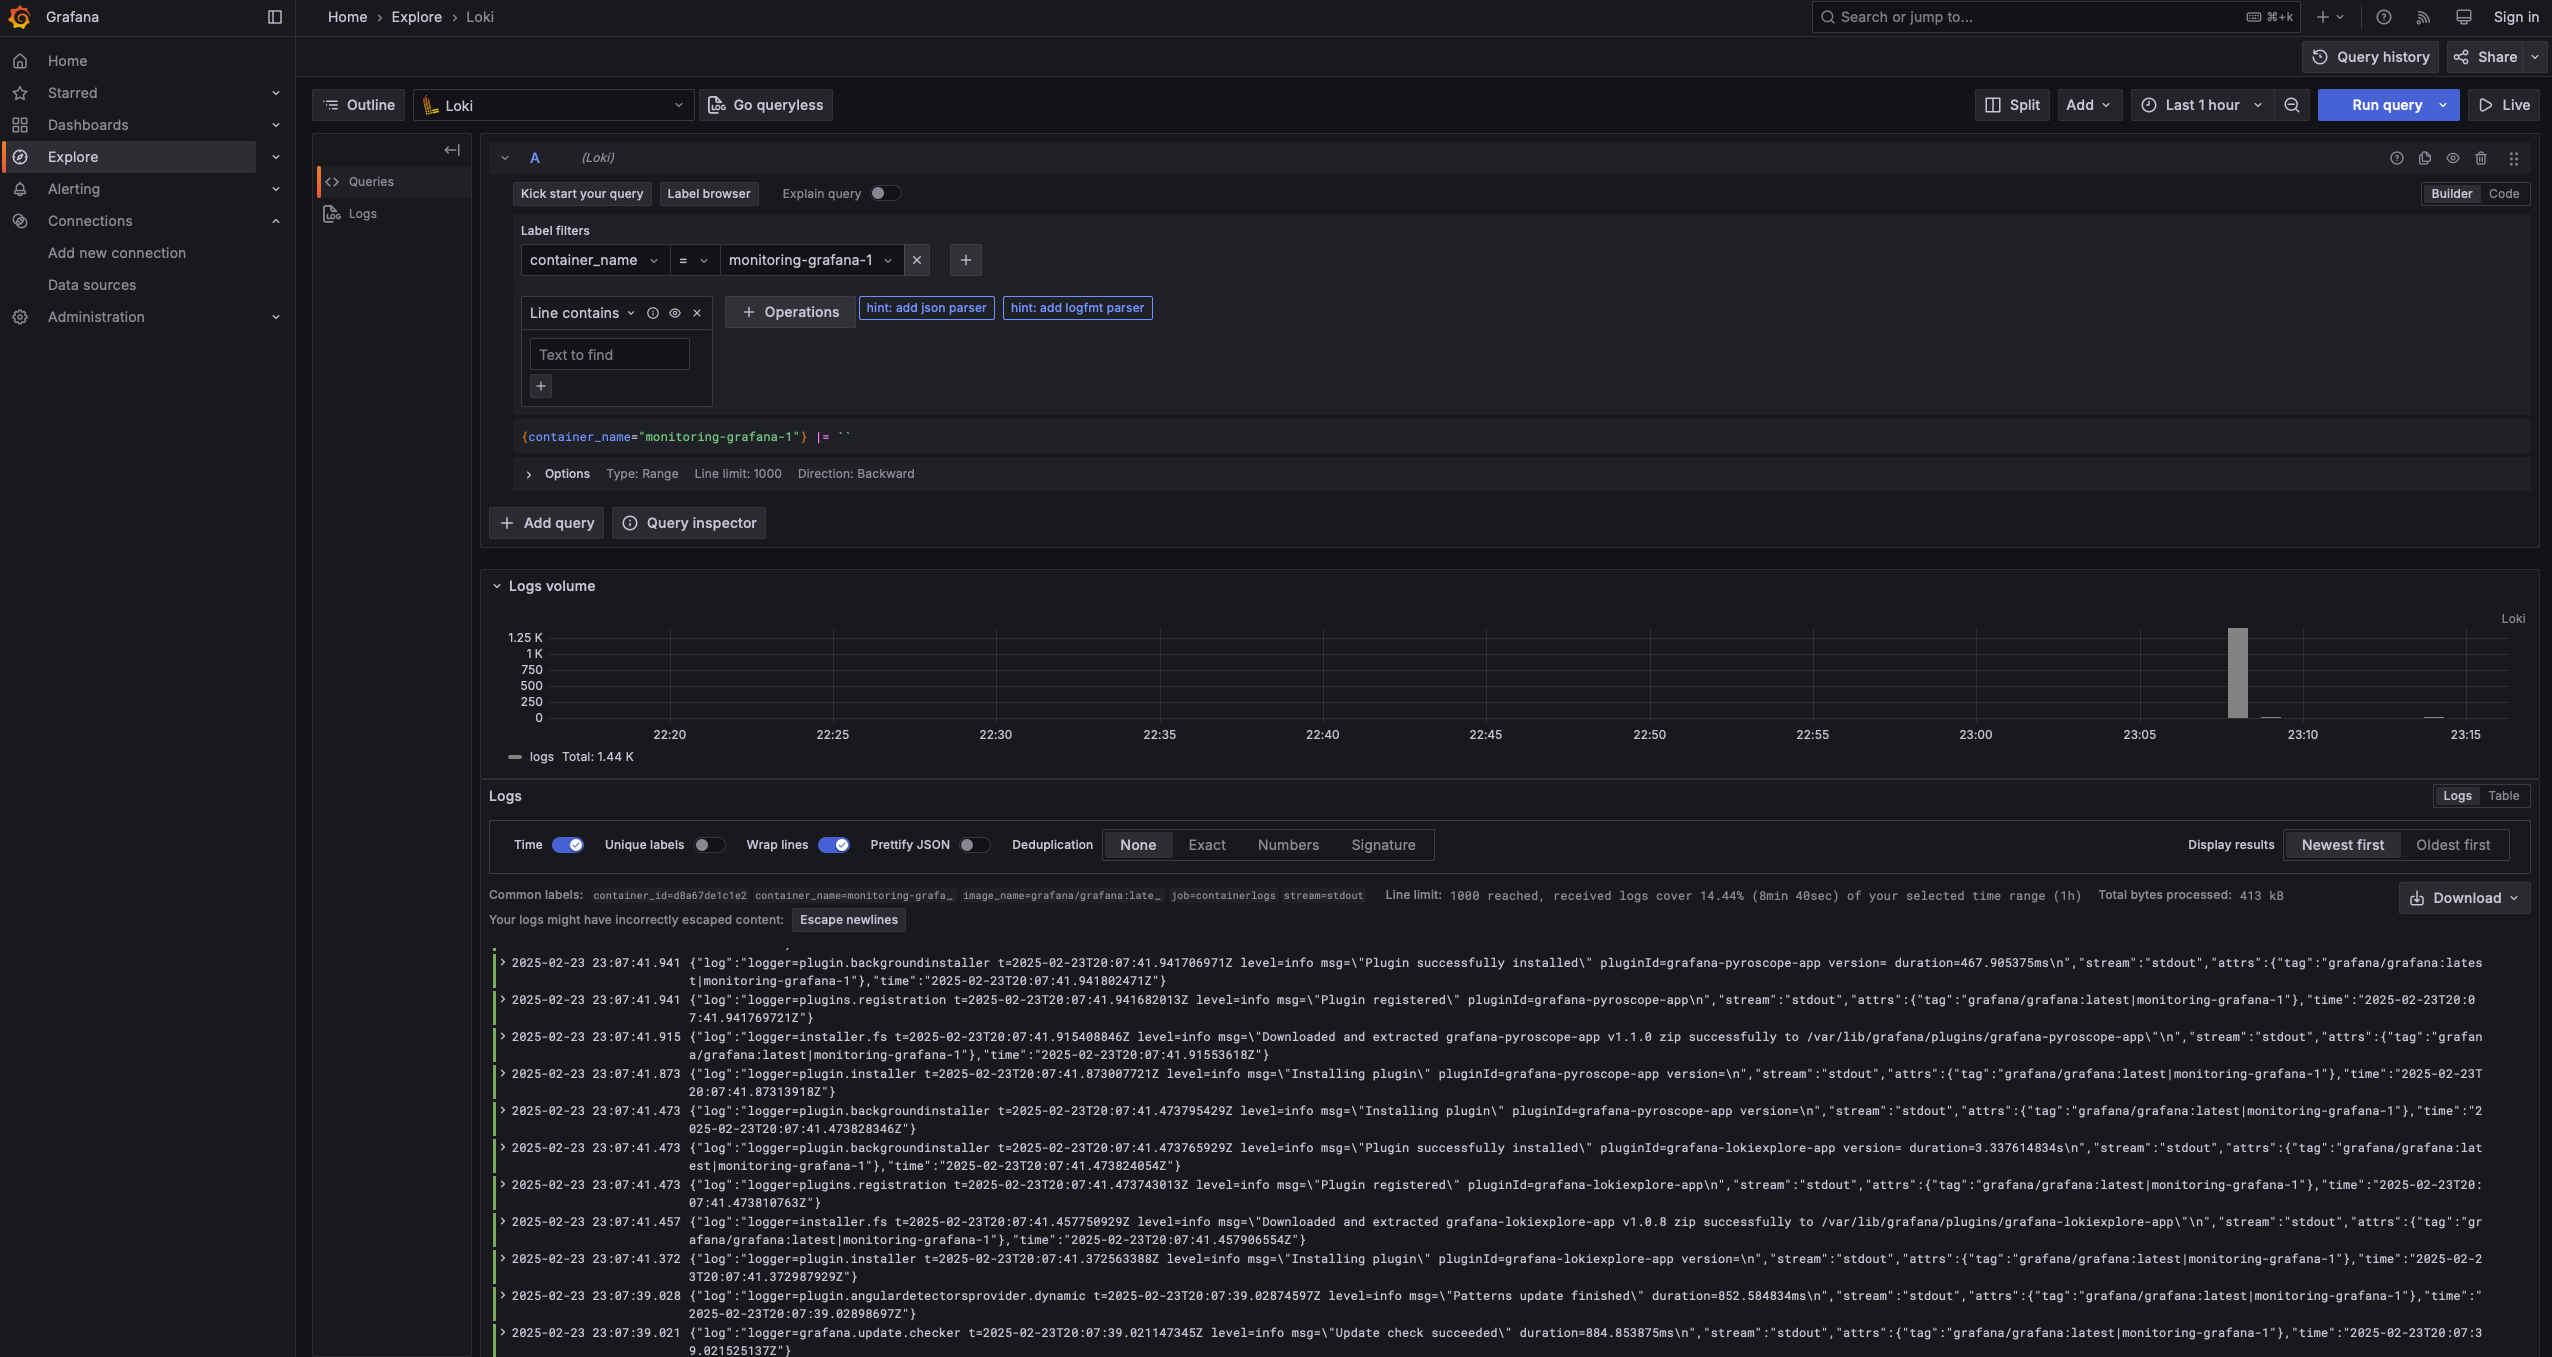 Grafana
Home › Explore › Loki
Search or jump to...
⌘+k
Sign in
Home
Starred
Dashboards
Explore
Alerting
Connections
Add new connection
Data sources
Administration
Query history
Share
Outline
Loki
Go queryless
Split
Add
Last 1 hour
Run query
Live
Queries
Logs
A (Loki)
Kick start your query
Label browser
Explain query
Builder
Code
Label filters
container_name
=
monitoring-grafana-1
Line contains
Operations
hint: add json parser
hint: add logfmt parser
Text to find
{container_name="monitoring-grafana-1"} |= ``
Options Type: Range Line limit: 1000 Direction: Backward
Add query
Query inspector
Logs volume
Loki
1.25 K
1 K
750
500
250
0
22:20 22:25 22:30 22:35 22:40 22:45 22:50 22:55 23:00 23:05 23:10 23:15
logs Total: 1.44 K
Logs
Logs
Table
Time
Unique labels
Wrap lines
Prettify JSON
Deduplication
None
Exact
Numbers
Signature
Display results
Newest first
Oldest first
Common labels: container_id=d8a67de1c1e2 container_name=monitoring-grafa… image_name=grafana/grafana:late… job=containerlogs stream=stdout Line limit: 1000 reached, received logs cover 14.44% (8min 40sec) of your selected time range (1h) Total bytes processed: 413 kB
Download
Your logs might have incorrectly escaped content: Escape newlines
2025-02-23 23:07:41.941 {"log":"logger=plugin.backgroundinstaller t=2025-02-23T20:07:41.941706971Z level=info msg=\"Plugin successfully installed\" pluginId=grafana-pyroscope-app version= duration=467.905375ms\n","stream":"stdout","attrs":{"tag":"grafana/grafana:lates
t|monitoring-grafana-1"},"time":"2025-02-23T20:07:41.941802471Z"}
2025-02-23 23:07:41.941 {"log":"logger=plugins.registration t=2025-02-23T20:07:41.941682013Z level=info msg=\"Plugin registered\" pluginId=grafana-pyroscope-app\n","stream":"stdout","attrs":{"tag":"grafana/grafana:latest|monitoring-grafana-1"},"time":"2025-02-23T20:0
7:41.941769721Z"}
2025-02-23 23:07:41.915 {"log":"logger=installer.fs t=2025-02-23T20:07:41.915408846Z level=info msg=\"Downloaded and extracted grafana-pyroscope-app v1.1.0 zip successfully to /var/lib/grafana/plugins/grafana-pyroscope-app\"\n","stream":"stdout","attrs":{"tag":"grafan
a/grafana:latest|monitoring-grafana-1"},"time":"2025-02-23T20:07:41.91553618Z"}
2025-02-23 23:07:41.873 {"log":"logger=plugin.installer t=2025-02-23T20:07:41.873007721Z level=info msg=\"Installing plugin\" pluginId=grafana-pyroscope-app version=\n","stream":"stdout","attrs":{"tag":"grafana/grafana:latest|monitoring-grafana-1"},"time":"2025-02-23T
20:07:41.87313918Z"}
2025-02-23 23:07:41.473 {"log":"logger=plugin.backgroundinstaller t=2025-02-23T20:07:41.473795429Z level=info msg=\"Installing plugin\" pluginId=grafana-pyroscope-app version=\n","stream":"stdout","attrs":{"tag":"grafana/grafana:latest|monitoring-grafana-1"},"time":"2
025-02-23T20:07:41.473828346Z"}
2025-02-23 23:07:41.473 {"log":"logger=plugin.backgroundinstaller t=2025-02-23T20:07:41.473765929Z level=info msg=\"Plugin successfully installed\" pluginId=grafana-lokiexplore-app version= duration=3.337614834s\n","stream":"stdout","attrs":{"tag":"grafana/grafana:lat
est|monitoring-grafana-1"},"time":"2025-02-23T20:07:41.473824054Z"}
2025-02-23 23:07:41.473 {"log":"logger=plugins.registration t=2025-02-23T20:07:41.473743013Z level=info msg=\"Plugin registered\" pluginId=grafana-lokiexplore-app\n","stream":"stdout","attrs":{"tag":"grafana/grafana:latest|monitoring-grafana-1"},"time":"2025-02-23T20:
07:41.473810763Z"}
2025-02-23 23:07:41.457 {"log":"logger=installer.fs t=2025-02-23T20:07:41.457750929Z level=info msg=\"Downloaded and extracted grafana-lokiexplore-app v1.0.8 zip successfully to /var/lib/grafana/plugins/grafana-lokiexplore-app\"\n","stream":"stdout","attrs":{"tag":"gr
afana/grafana:latest|monitoring-grafana-1"},"time":"2025-02-23T20:07:41.457906554Z"}
2025-02-23 23:07:41.372 {"log":"logger=plugin.installer t=2025-02-23T20:07:41.372563388Z level=info msg=\"Installing plugin\" pluginId=grafana-lokiexplore-app version=\n","stream":"stdout","attrs":{"tag":"grafana/grafana:latest|monitoring-grafana-1"},"time":"2025-02-2
3T20:07:41.372987929Z"}
2025-02-23 23:07:39.028 {"log":"logger=plugin.angulardetectorsprovider.dynamic t=2025-02-23T20:07:39.02874597Z level=info msg=\"Patterns update finished\" duration=852.584834ms\n","stream":"stdout","attrs":{"tag":"grafana/grafana:latest|monitoring-grafana-1"},"time":"
2025-02-23T20:07:39.02898697Z"}
2025-02-23 23:07:39.021 {"log":"logger=grafana.update.checker t=2025-02-23T20:07:39.021147345Z level=info msg=\"Update check succeeded\" duration=884.853875ms\n","stream":"stdout","attrs":{"tag":"grafana/grafana:latest|monitoring-grafana-1"},"time":"2025-02-23T20:07:3
9.021525137Z"}